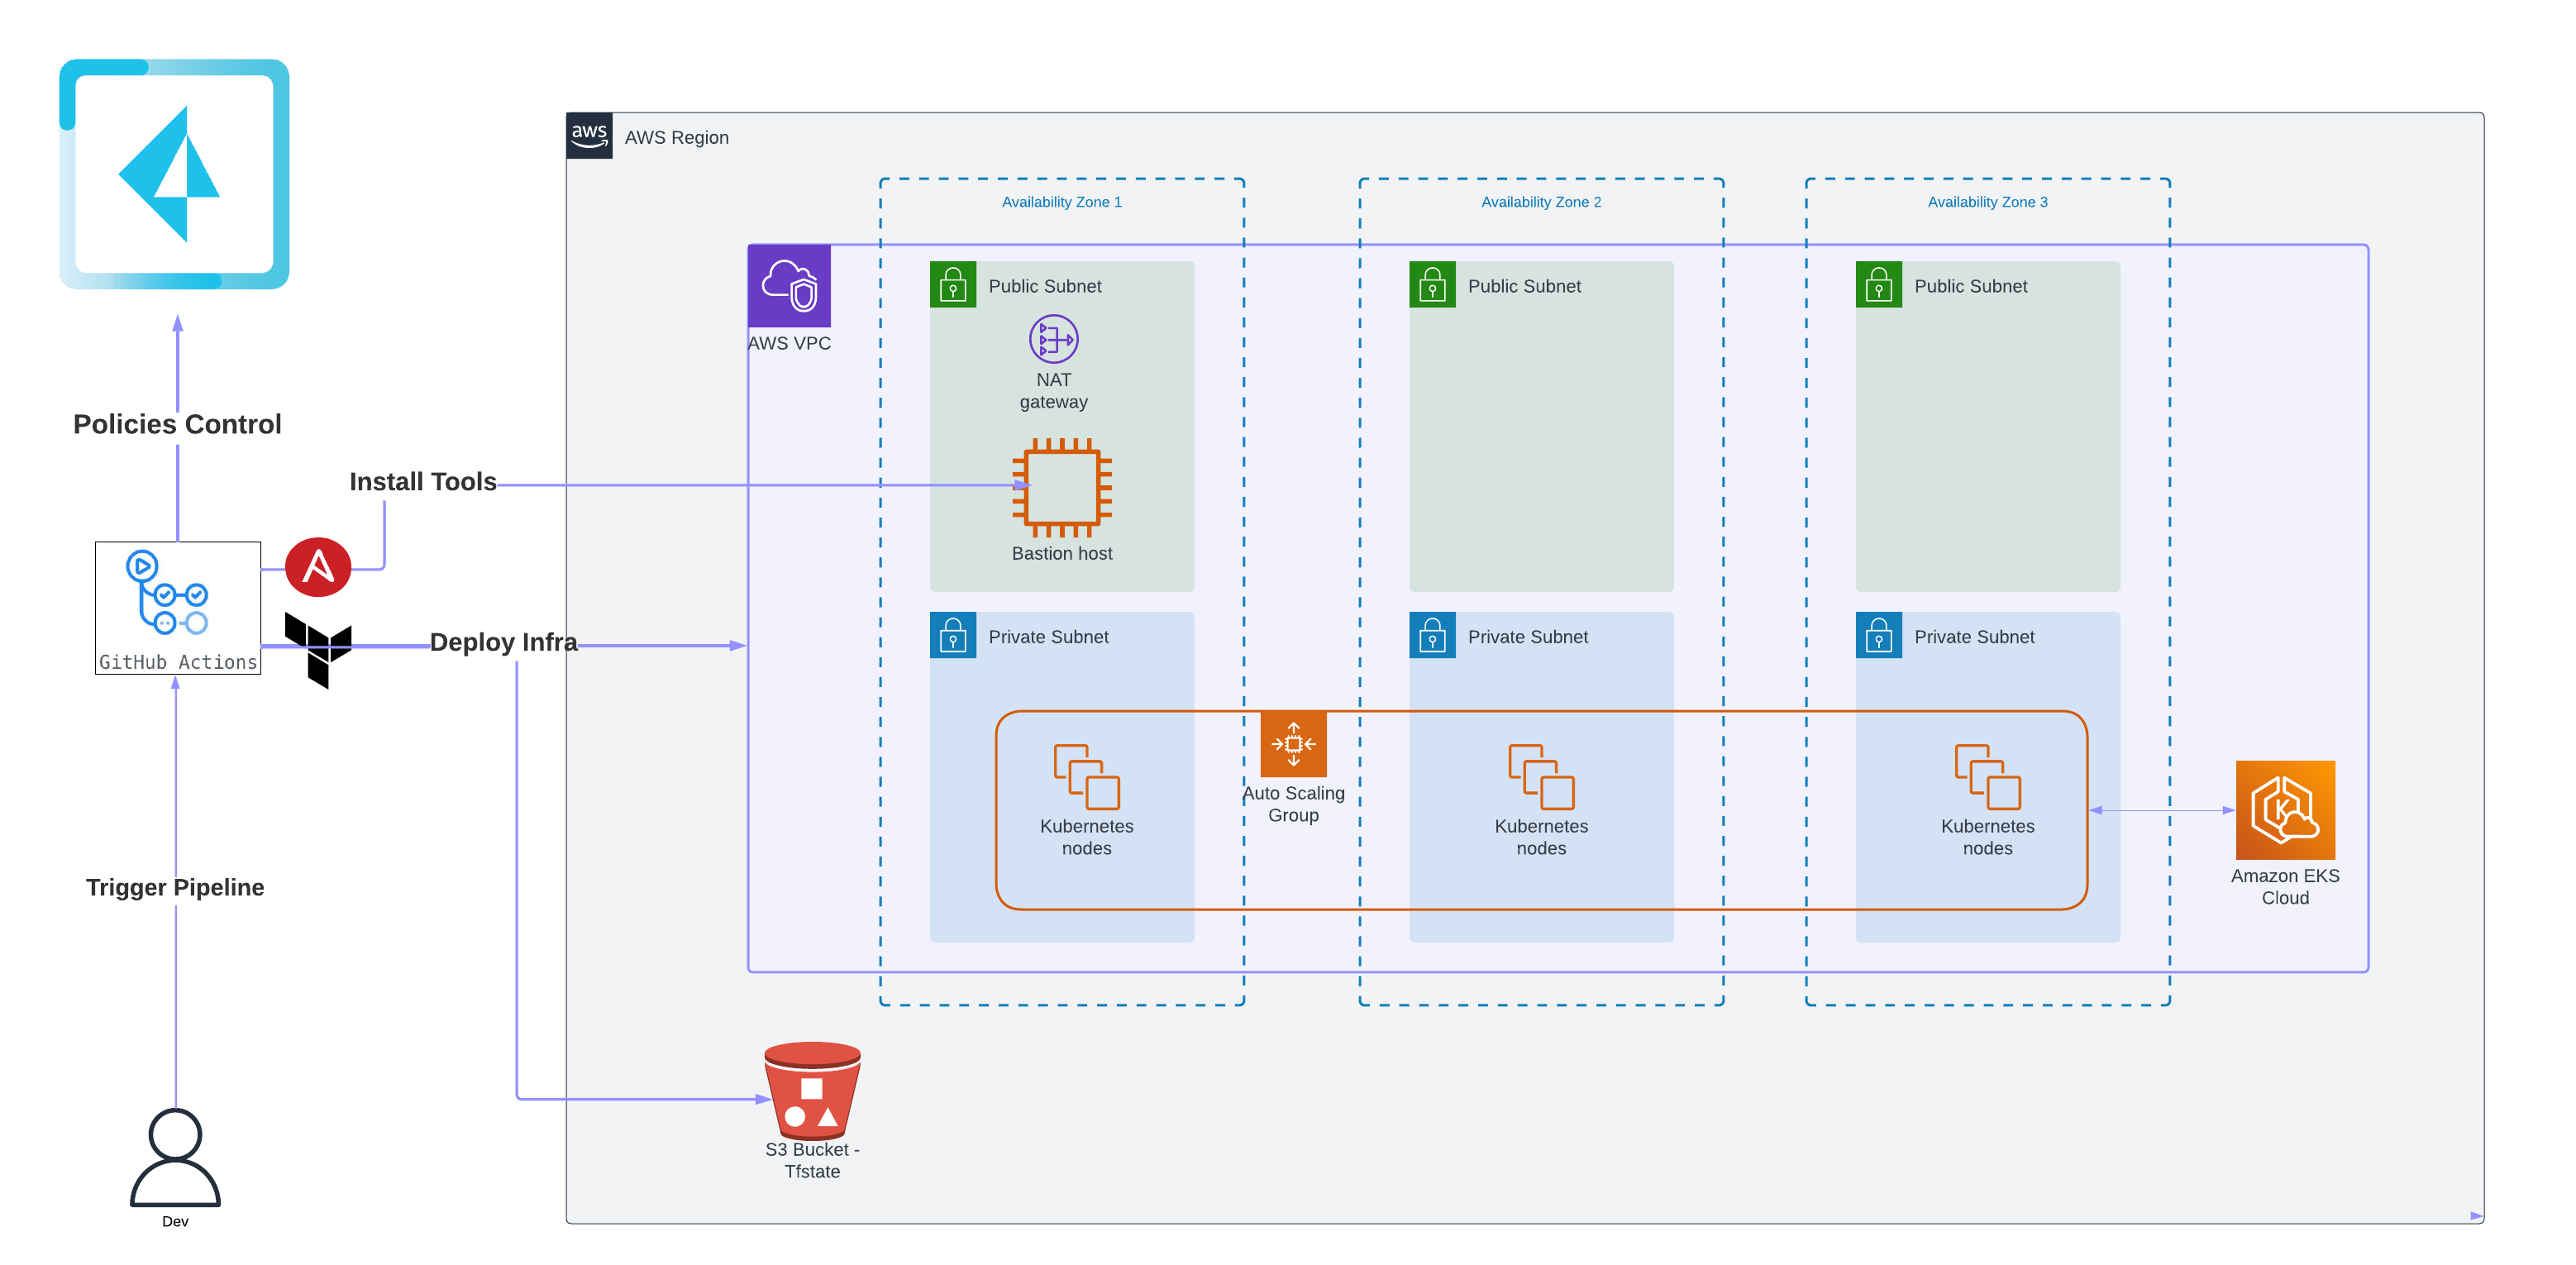 aws
AWS Region
Availability Zone 1
Availability Zone 2
Availability Zone 3
AWS VPC
Public Subnet
Public Subnet
Public Subnet
NAT
gateway
Policies Control
Install Tools
Bastion host
GitHub Actions
Deploy Infra
Private Subnet
Private Subnet
Private Subnet
Auto Scaling
Group
Kubernetes
nodes
Kubernetes
nodes
Kubernetes
nodes
K
Amazon EKS
Cloud
Trigger Pipeline
S3 Bucket -
Tfstate
Dev